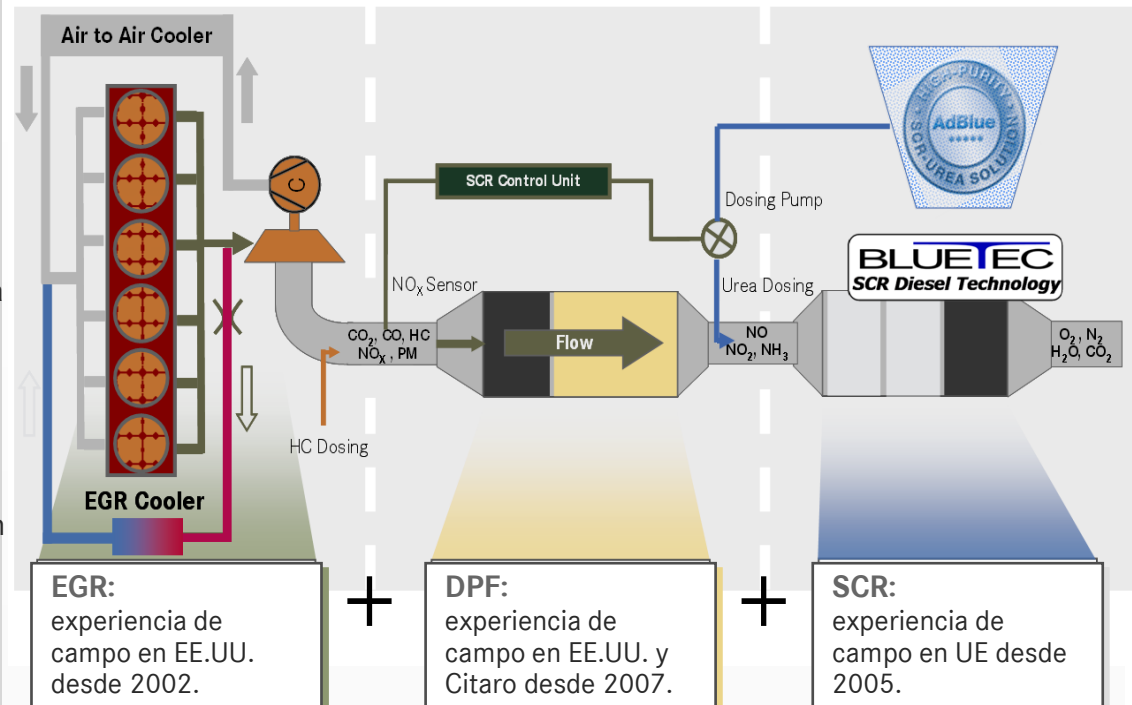 Air to Air Cooler
C
SCR Control Unit
Dosing Pump
HIGH-PURITY
AdBlue
SCR-UREA SOLUTION
NOX Sensor
Urea Dosing
BLUETEC
SCR Diesel Technology
CO2, CO, HC
NOX , PM
Flow
NO
NO2, NH3
O2 , N2
H2O, CO2
HC Dosing
EGR Cooler
EGR:
experiencia de
campo en EE.UU.
desde 2002.
+
DPF:
experiencia de
campo en EE.UU. y
Citaro desde 2007.
+
SCR:
experiencia de
campo en UE desde
2005.